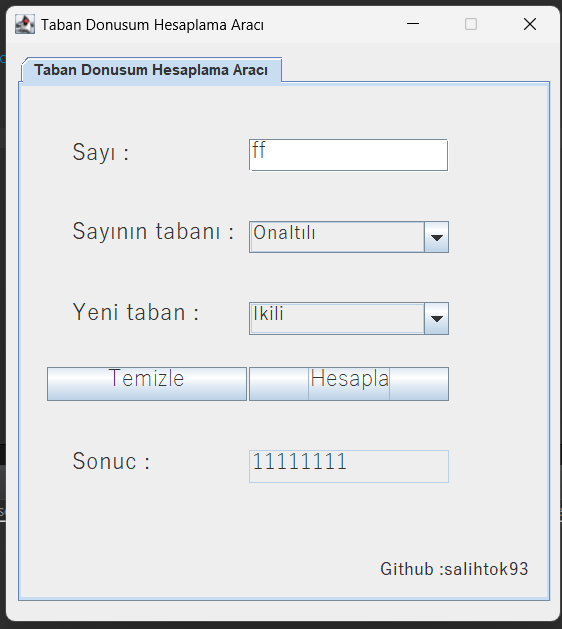 Taban Donusum Hesaplama Aracı
Taban Donusum Hesaplama Aracı
Sayı : ff
Sayının tabanı : Onaltılı
Yeni taban : Ikili
Temizle Hesapla
Sonuc : 11111111
Github :salihtok93